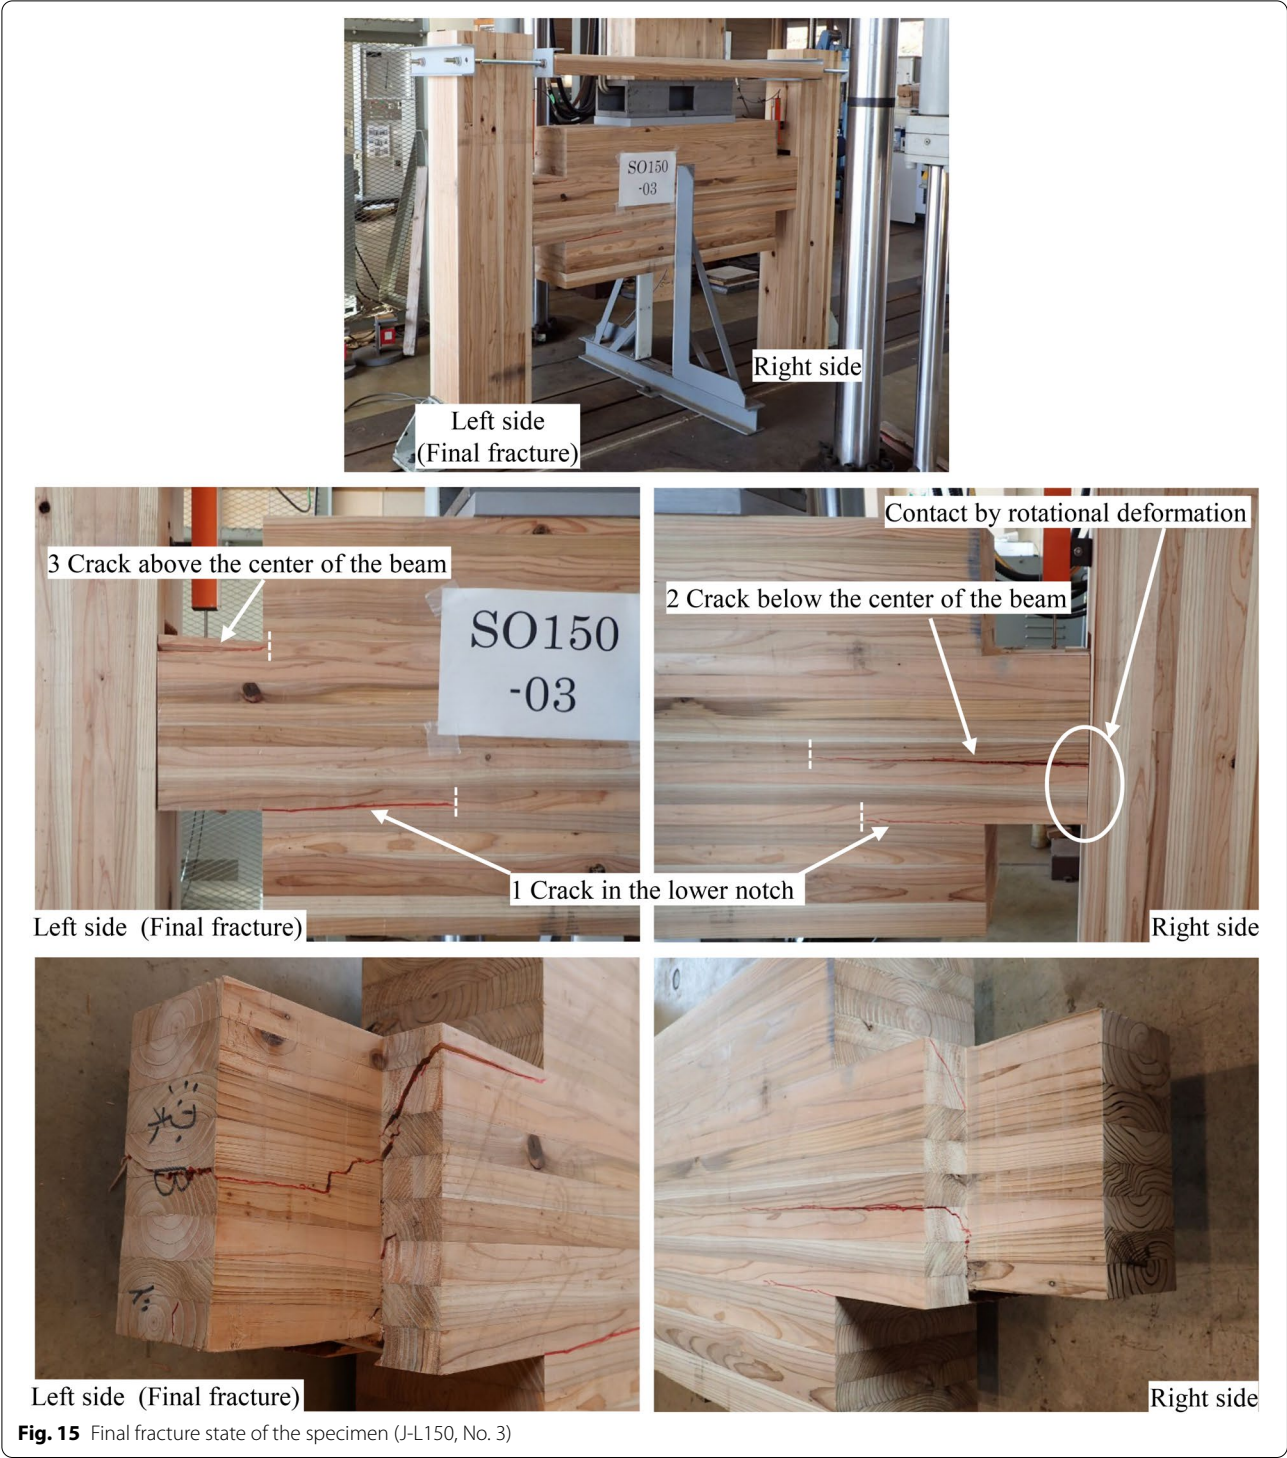 SO150
-03
Right side
Left side
(Final fracture)
3 Crack above the center of the beam
SO150
-03
1 Crack in the lower notch
Left side (Final fracture)
Contact by rotational deformation
2 Crack below the center of the beam
Right side
B
Left side (Final fracture)
Right side
Fig. 15 Final fracture state of the specimen (J-L150, No. 3)